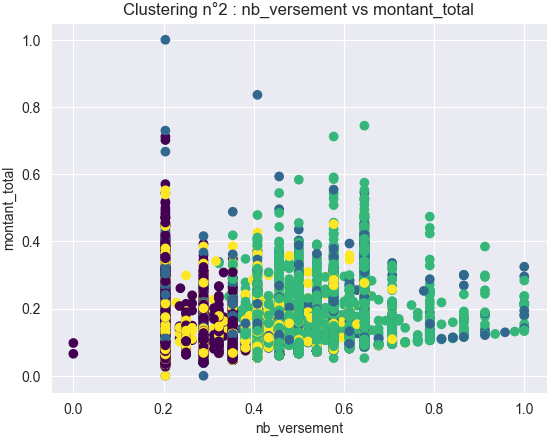 Clustering n°2 : nb_versement vs montant_total
1.0
0.8
0.6
0.4
0.2
0.0
montant_total
0.0 0.2 0.4 0.6 0.8 1.0
nb_versement